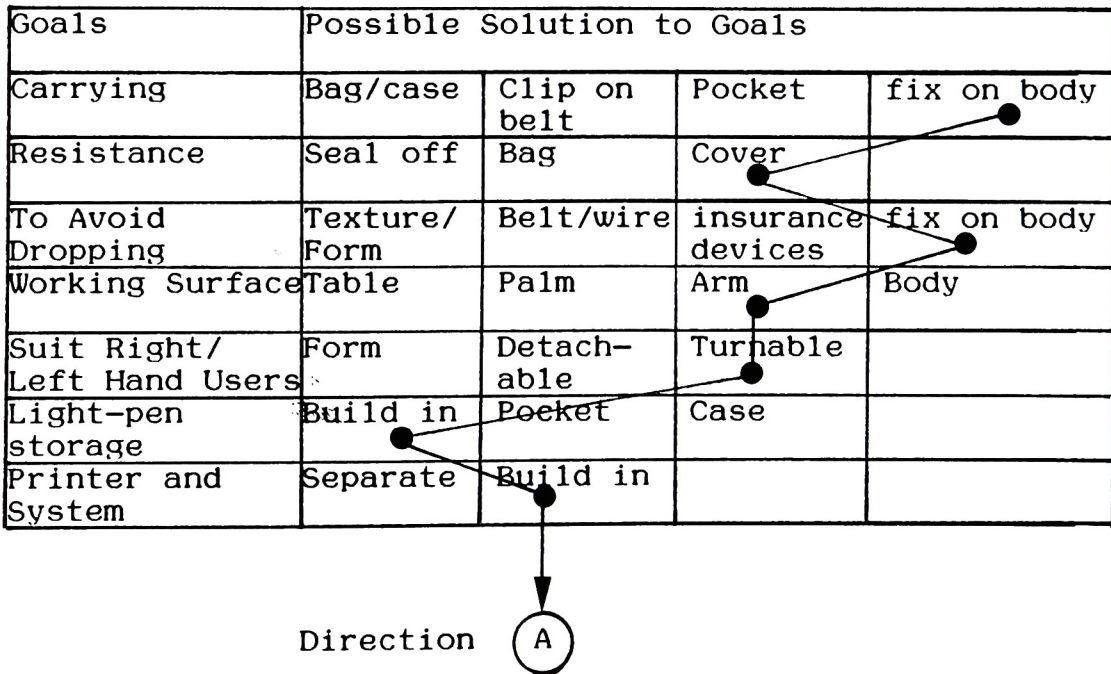 Goals Possible Solution to Goals
Carrying Bag/case Clip on belt Pocket fix on body
Resistance Seal off Bag Cover
To Avoid Dropping Texture/ Form Belt/wire insurance devices fix on body
Working Surface Table Palm Arm Body
Suit Right/ Left Hand Users Form Detach— able Turnable
Light—pen storage Build in Pocket Case
Printer and System Separate Build in
Direction A